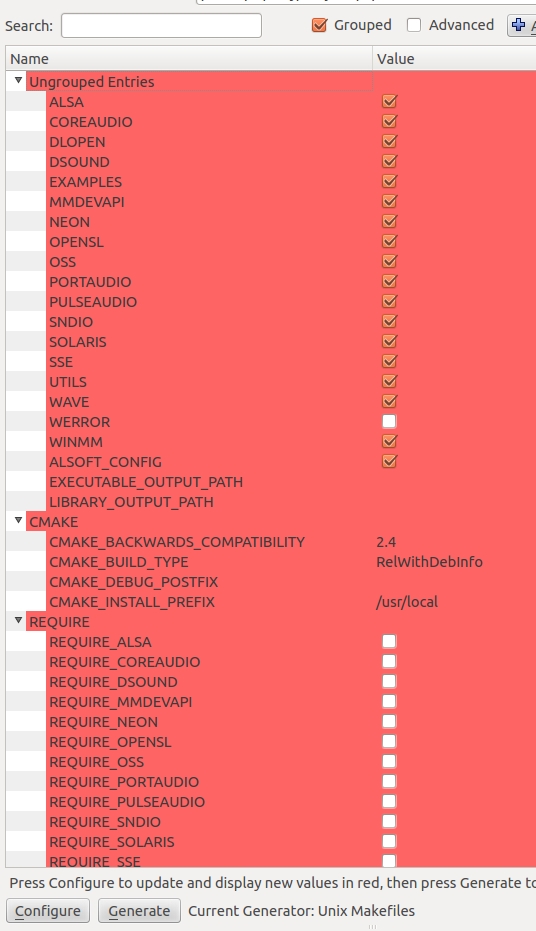 Search: Grouped Advanced
Name Value
Ungrouped Entries
ALSA
COREAUDIO
DLOPEN
DSOUND
EXAMPLES
MMDEVAPI
NEON
OPENSL
OSS
PORTAUDIO
PULSEAUDIO
SNDIO
SOLARIS
SSE
UTILS
WAVE
WERROR
WINMM
ALSOFT_CONFIG
EXECUTABLE_OUTPUT_PATH
LIBRARY_OUTPUT_PATH
CMAKE
CMAKE_BACKWARDS_COMPATIBILITY 2.4
CMAKE_BUILD_TYPE RelWithDebInfo
CMAKE_DEBUG_POSTFIX
CMAKE_INSTALL_PREFIX /usr/local
REQUIRE
REQUIRE_ALSA
REQUIRE_COREAUDIO
REQUIRE_DSOUND
REQUIRE_MMDEVAPI
REQUIRE_NEON
REQUIRE_OPENSL
REQUIRE_OSS
REQUIRE_PORTAUDIO
REQUIRE_PULSEAUDIO
REQUIRE_SNDIO
REQUIRE_SOLARIS
REQUIRE_SSE
Press Configure to update and display new values in red, then press Generate to
Configure Generate Current Generator: Unix Makefiles